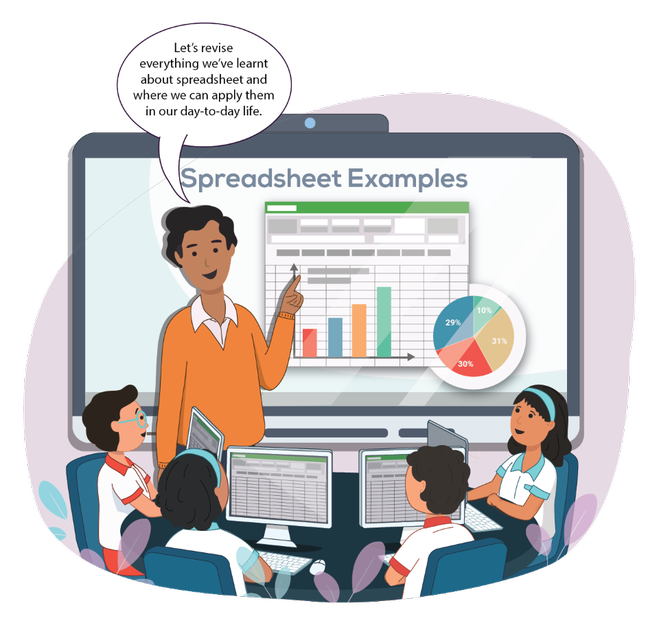 Let's revise
everything we've learnt
about spreadsheet and
where we can apply them
in our day-to-day life.
Spreadsheet Examples
10%
29%
31%
30%